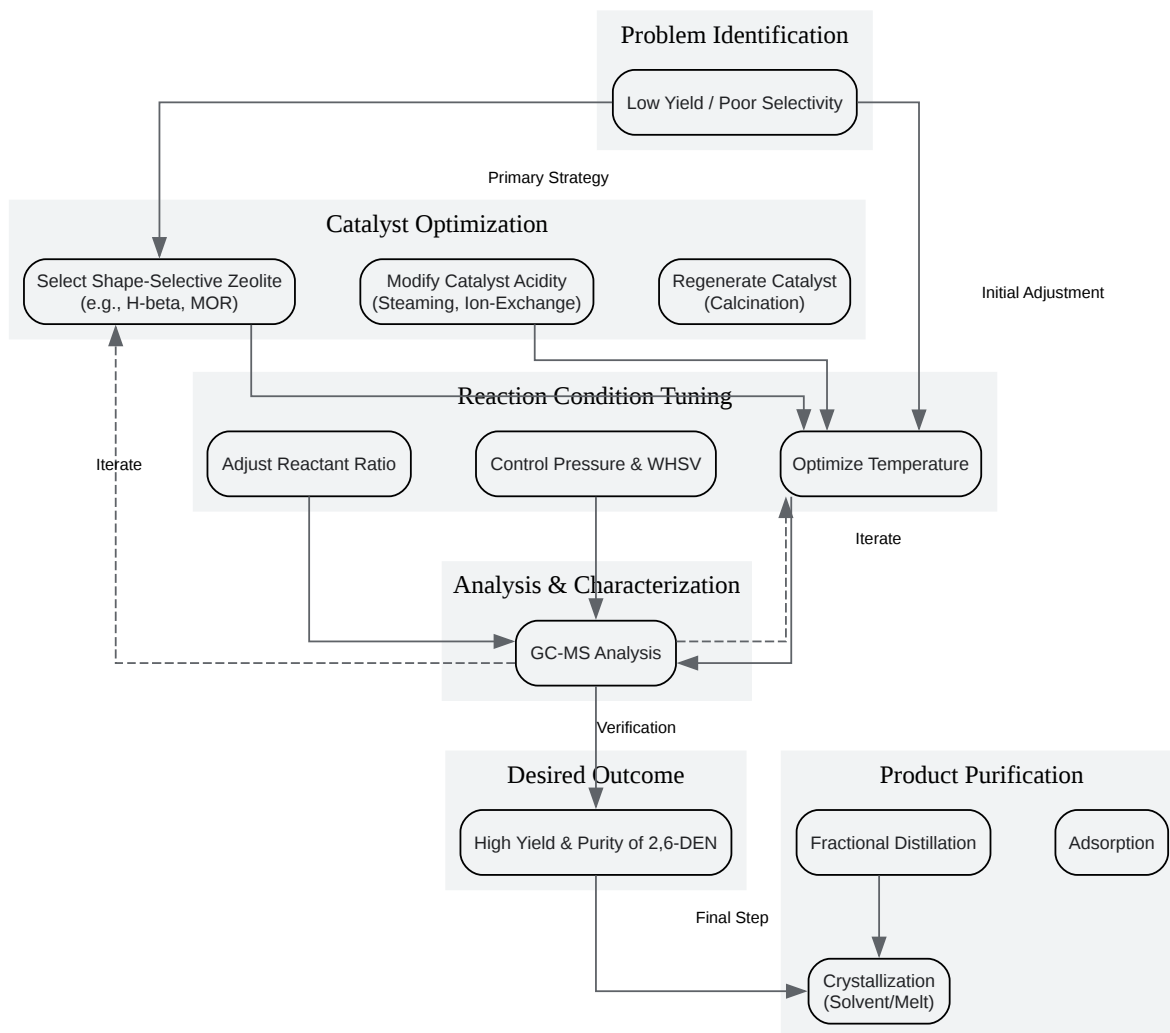 Problem Identification
Low Yield / Poor Selectivity
Primary Strategy
Catalyst Optimization
Select Shape-Selective Zeolite
(e.g., H-beta, MOR)
Modify Catalyst Acidity
(Steaming, Ion-Exchange)
Regenerate Catalyst
(Calcination)
Initial Adjustment
Reaction Condition Tuning
Iterate
Adjust Reactant Ratio
Control Pressure & WHSV
Optimize Temperature
Iterate
Analysis & Characterization
GC-MS Analysis
Verification
Desired Outcome
High Yield & Purity of 2,6-DEN
Product Purification
Fractional Distillation
Adsorption
Final Step
Crystallization
(Solvent/Melt)